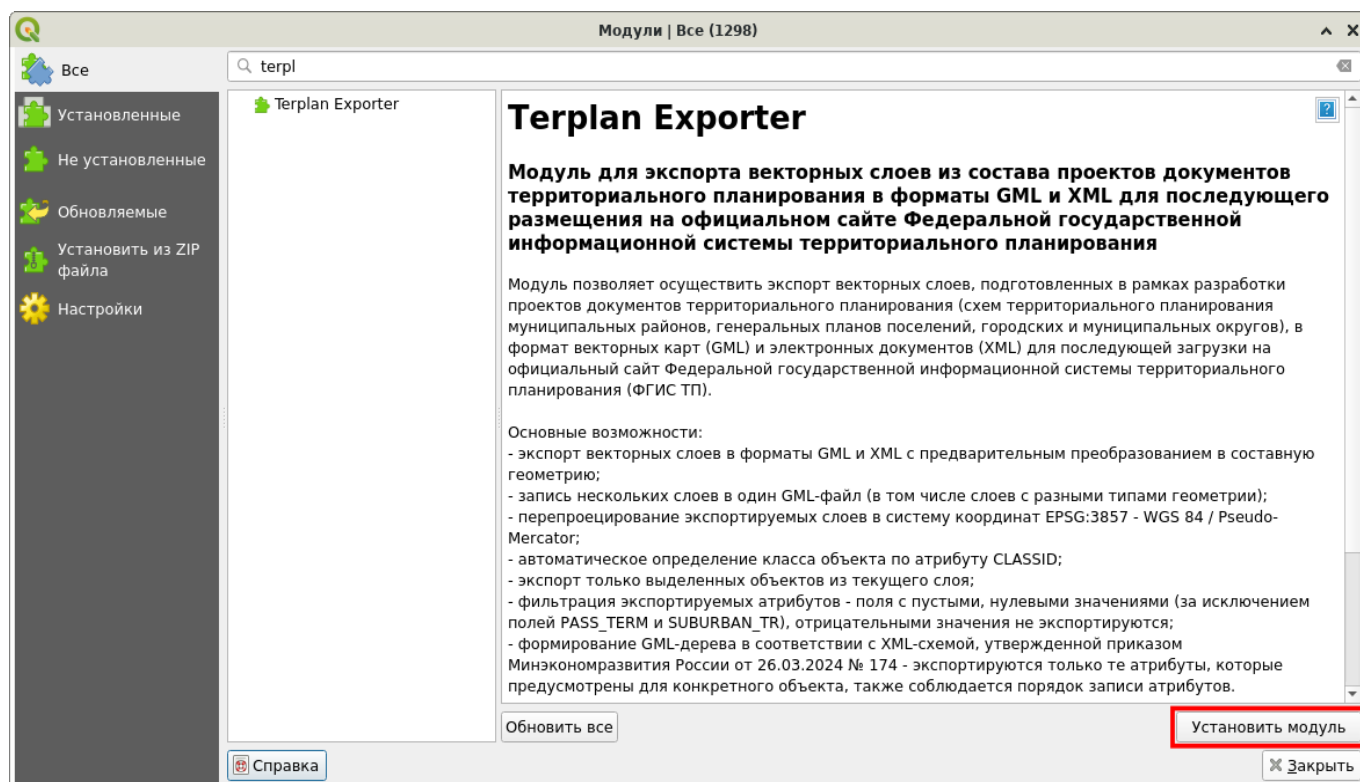 Модули | Все (1298)
Все
terpl
Установленные
Не установленные
Обновляемые
Установить из ZIP
файла
Настройки
Terplan Exporter
Terplan Exporter
Модуль для экспорта векторных слоев из состава проектов документов
территориального планирования в форматы GML и XML для последующего
размещения на официальном сайте Федеральной государственной
информационной системы территориального планирования
Модуль позволяет осуществить экспорт векторных слоев, подготовленных в рамках разработки
проектов документов территориального планирования (схем территориального планирования
муниципальных районов, генеральных планов поселений, городских и муниципальных округов), в
формат векторных карт (GML) и электронных документов (XML) для последующей загрузки на
официальный сайт Федеральной государственной информационной системы территориального
планирования (ФГИС ТП).
Основные возможности:
- экспорт векторных слоев в форматы GML и XML с предварительным преобразованием в составную
геометрию;
- запись нескольких слоев в один GML-файл (в том числе слоев с разными типами геометрии);
- перепроецирование экспортируемых слоев в систему координат EPSG:3857 - WGS 84 / Pseudo-
Mercator;
- автоматическое определение класса объекта по атрибуту CLASSID;
- экспорт только выделенных объектов из текущего слоя;
- фильтрация экспортируемых атрибутов - поля с пустыми, нулевыми значениями (за исключением
полей PASS_TERM и SUBURBAN_TR), отрицательными значения не экспортируются;
- формирование GML-дерева в соответствии с XML-схемой, утвержденной приказом
Минэкономразвития России от 26.03.2024 № 174 - экспортируются только те атрибуты, которые
предусмотрены для конкретного объекта, также соблюдается порядок записи атрибутов.
Обновить все
Установить модуль
Справка
Закрыть